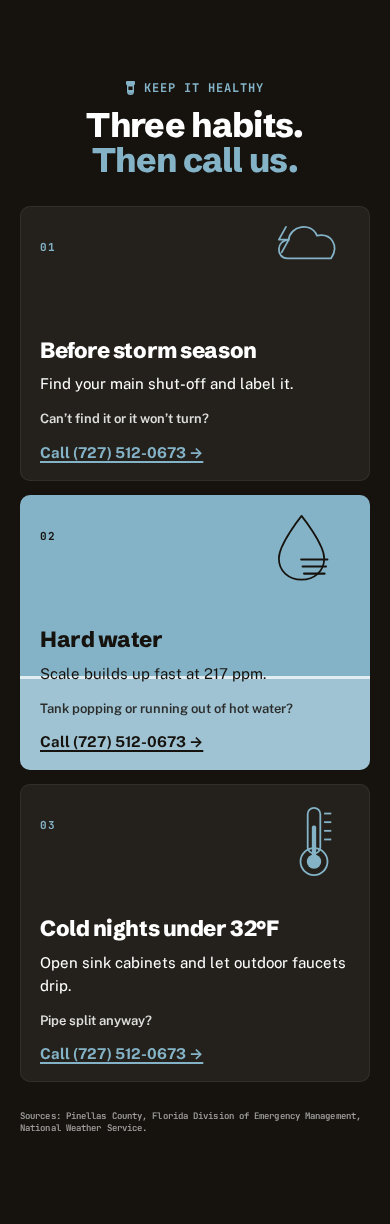 KEEP IT HEALTHY
Three habits.
Then call us.
01
Before storm season
Find your main shut-off and label it.
Can’t find it or it won’t turn?
Call (727) 512-0673 →
02
Hard water
Scale builds up fast at 217 ppm.
Tank popping or running out of hot water?
Call (727) 512-0673 →
03
Cold nights under 32°F
Open sink cabinets and let outdoor faucets
drip.
Pipe split anyway?
Call (727) 512-0673 →
Sources: Pinellas County, Florida Division of Emergency Management,
National Weather Service.